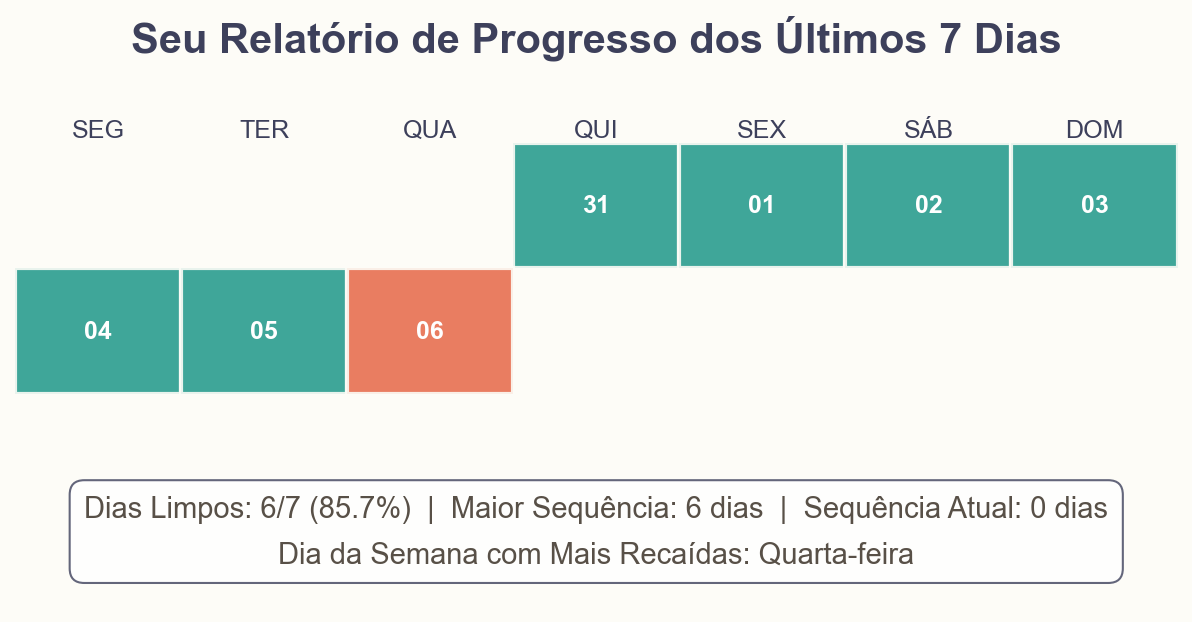 Seu Relatório de Progresso dos Últimos 7 Dias
SEG TER QUA QUI SEX SÁB DOM
31 01 02 03
04 05 06
Dias Limpos: 6/7 (85.7%) | Maior Sequência: 6 dias | Sequência Atual: 0 dias
Dia da Semana com Mais Recaídas: Quarta-feira